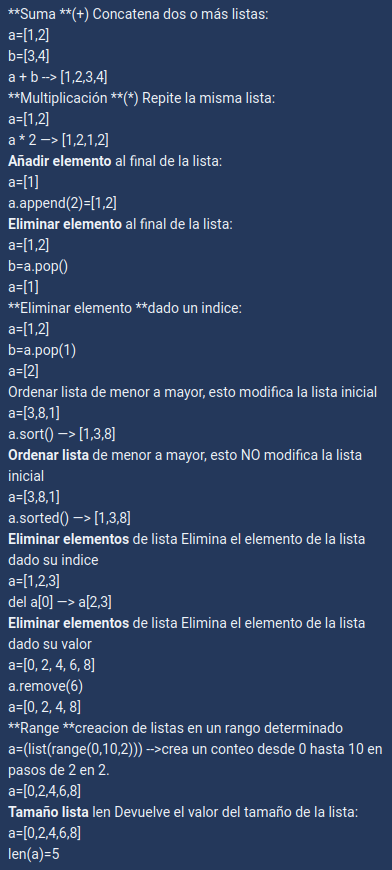 **Suma **(+) Concatena dos o más listas:
a=[1,2]
b=[3,4]
a + b --> [1,2,3,4]
**Multiplicación **(*) Repite la misma lista:
a=[1,2]
a * 2 —> [1,2,1,2]
Añadir elemento al final de la lista:
a=[1]
a.append(2)=[1,2]
Eliminar elemento al final de la lista:
a=[1,2]
b=a.pop()
a=[1]
**Eliminar elemento **dado un indice:
a=[1,2]
b=a.pop(1)
a=[2]
Ordenar lista de menor a mayor, esto modifica la lista inicial
a=[3,8,1]
a.sort() —> [1,3,8]
Ordenar lista de menor a mayor, esto NO modifica la lista
inicial
a=[3,8,1]
a.sorted() —> [1,3,8]
Eliminar elementos de lista Elimina el elemento de la lista
dado su indice
a=[1,2,3]
del a[0] —> a[2,3]
Eliminar elementos de lista Elimina el elemento de la lista
dado su valor
a=[0, 2, 4, 6, 8]
a.remove(6)
a=[0, 2, 4, 8]
**Range **creacion de listas en un rango determinado
a=(list(range(0,10,2))) -->crea un conteo desde 0 hasta 10 en
pasos de 2 en 2.
a=[0,2,4,6,8]
Tamaño lista len Devuelve el valor del tamaño de la lista:
a=[0,2,4,6,8]
len(a)=5